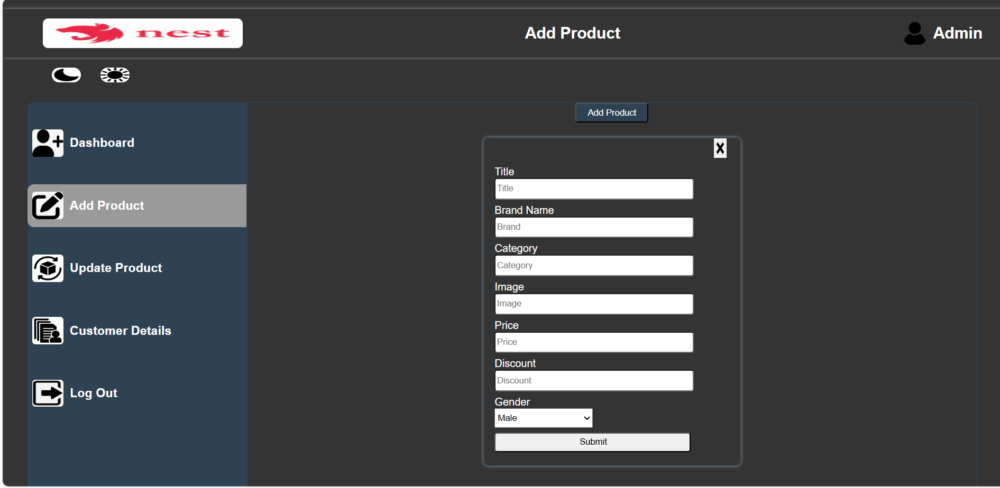 nest
Add Product
Admin
Dashboard
Add Product
Update Product
Customer Details
Log Out
Add Product
X
Title
Title
Brand Name
Brand
Category
Category
Image
Image
Price
Price
Discount
Discount
Gender
Male
Submit